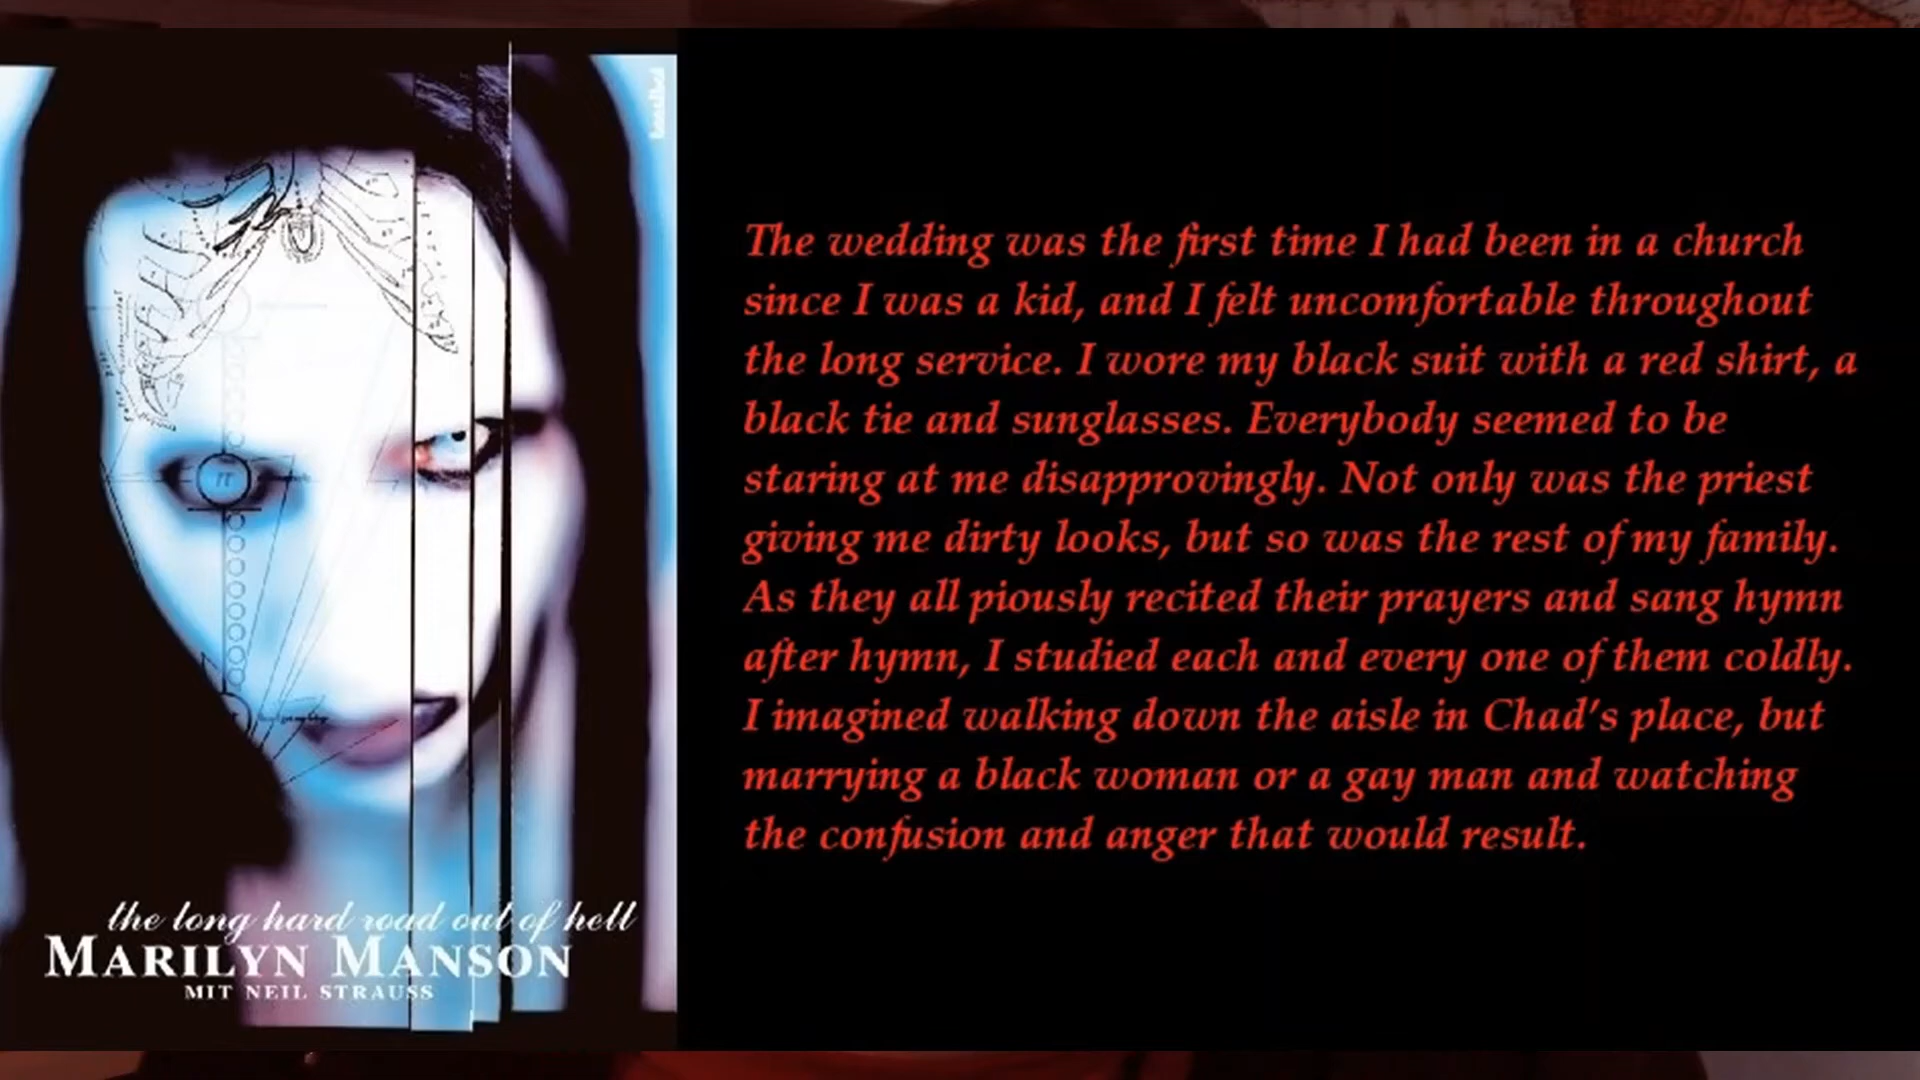 hannibal
The wedding was the first time I had been in a church
since I was a kid, and I felt uncomfortable throughout
the long service. I wore my black suit with a red shirt, a
black tie and sunglasses. Everybody seemed to be
staring at me disapprovingly. Not only was the priest
giving me dirty looks, but so was the rest of my family.
As they all piously recited their prayers and sang hymn
after hymn, I studied each and every one of them coldly.
I imagined walking down the aisle in Chad's place, but
marrying a black woman or a gay man and watching
the confusion and anger that would result.
the long hard road out of hell
MARILYN MANSON
MIT NEIL STRAUSS